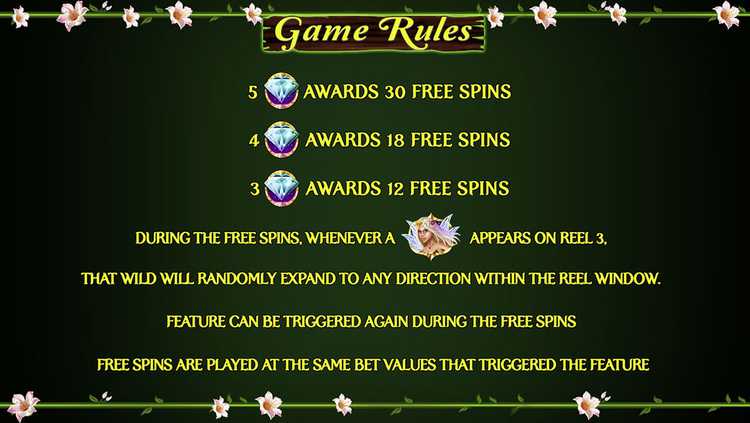 Game Rules
5 AWARDS 30 FREE SPINS
4 AWARDS 18 FREE SPINS
3 AWARDS 12 FREE SPINS
DURING THE FREE SPINS, WHENEVER A APPEARS ON REEL 3,
THAT WILD WILL RANDOMLY EXPAND TO ANY DIRECTION WITHIN THE REEL WINDOW.
FEATURE CAN BE TRIGGERED AGAIN DURING THE FREE SPINS
FREE SPINS ARE PLAYED AT THE SAME BET VALUES THAT TRIGGERED THE FEATURE